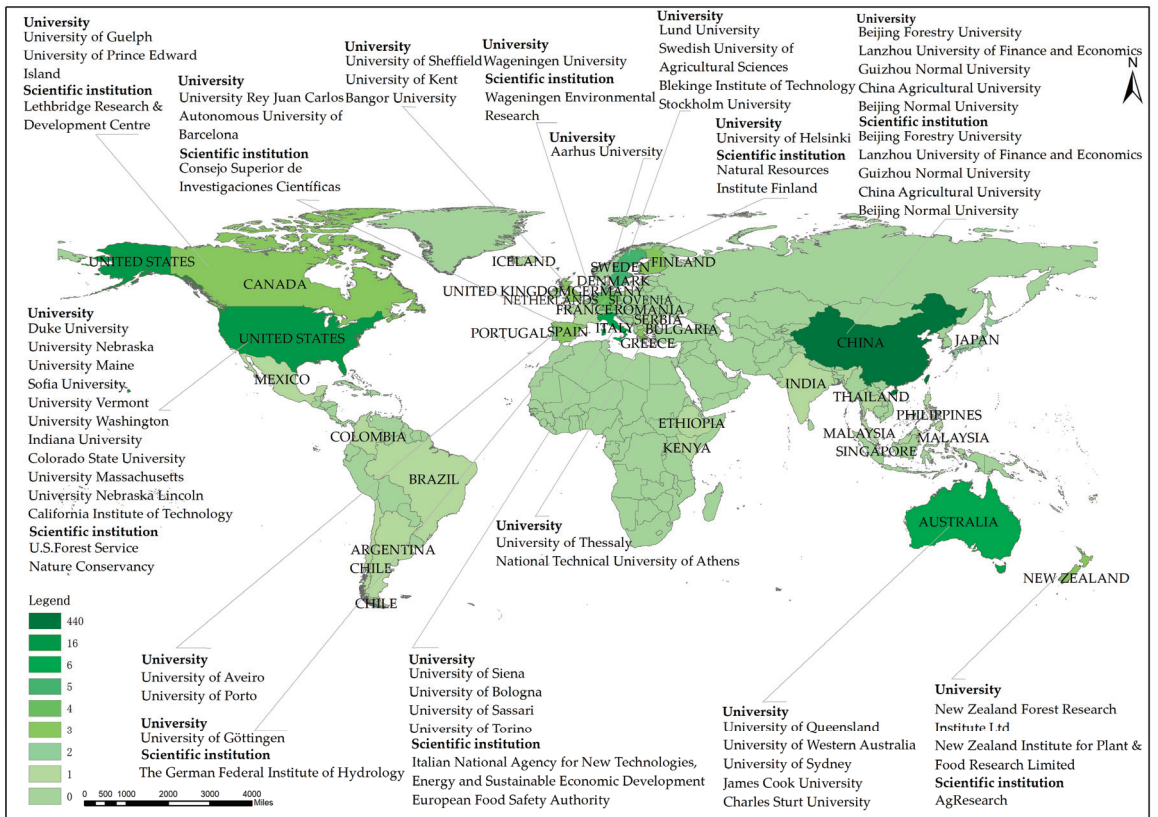 University
University of Guelph
University of Prince Edward
Island
Scientific institution
Lethbridge Research &
Development Centre
University
University Rey Juan Carlos
Autonomous University of
Barcelona
Scientific institution
Consejo Superior de
Investigaciones Científicas
University
University of Sheffield
University of Kent
Bangor University
University
Wageningen University
Scientific institution
Wageningen Environmental
Research
University
Aarhus University
University
Lund University
Swedish University of
Agricultural Sciences
Blekinge Institute of Technology
Stockholm University
University
University of Helsinki
Scientific institution
Natural Resources
Institute Finland
University
Beijing Forestry University
Lanzhou University of Finance and Economics
Guizhou Normal University
China Agricultural University
Beijing Normal University
Scientific institution
Beijing Forestry University
Lanzhou University of Finance and Economics
Guizhou Normal University
China Agricultural University
Beijing Normal University
N
UNITED STATES
CANADA
UNITED STATES
MEXICO
COLOMBIA
BRAZIL
ARGENTINA
CHILE
CHILE
ICELAND
SWEDEN
FINLAND
DENMARK
UNITED KINGDOM
GERMANY
NETHERLANDS
SLOVENIA
FRANCE
ROMANIA
SERBIA
PORTUGAL
SPAIN
ITALY
BULGARIA
GREECE
ETHIOPIA
KENYA
CHINA
JAPAN
INDIA
THAILAND
PHILIPPINES
MALAYSIA
MALAYSIA
SINGAPORE
AUSTRALIA
NEW ZEALAND
University
Duke University
University Nebraska
University Maine
Sofia University
University Vermont
University Washington
Indiana University
Colorado State University
University Massachusetts
University Nebraska Lincoln
California Institute of Technology
Scientific institution
U.S.Forest Service
Nature Conservancy
University
University of Thessaly
National Technical University of Athens
Legend
440
16
6
5
4
3
2
1
0
0 500 1000 2000 3000 4000
Miles
University
University of Aveiro
University of Porto
University
University of Göttingen
Scientific institution
The German Federal Institute of Hydrology
University
University of Siena
University of Bologna
University of Sassari
University of Torino
Scientific institution
Italian National Agency for New Technologies,
Energy and Sustainable Economic Development
European Food Safety Authority
University
University of Queensland
University of Western Australia
University of Sydney
James Cook University
Charles Sturt University
University
New Zealand Forest Research
Institute Ltd
New Zealand Institute for Plant &
Food Research Limited
Scientific institution
AgResearch